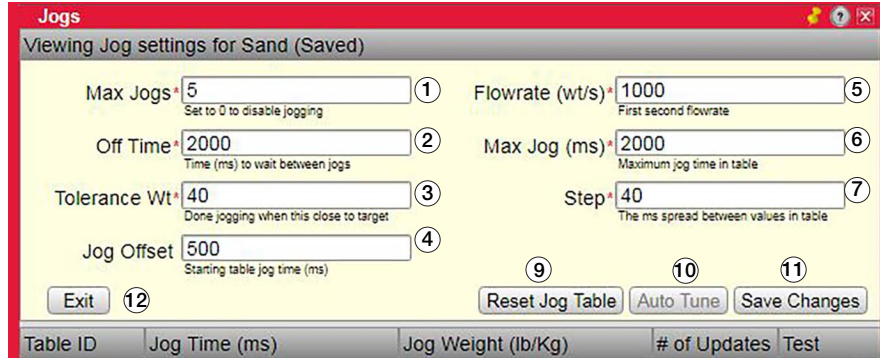 Jogs
Viewing Jog settings for Sand (Saved)
Max Jogs* 5 1
Set to 0 to disable jogging
Flowrate (wt/s)* 1000 5
First second flowrate
Off Time* 2000 2
Time (ms) to wait between jogs
Max Jog (ms)* 2000 6
Maximum jog time in table
Tolerance Wt* 40 3
Done jogging when this close to target
Step* 40 7
The ms spread between values in table
Jog Offset 500 4
Starting table jog time (ms)
9 10 11
Exit 12 Reset Jog Table Auto Tune Save Changes
Table ID Jog Time (ms) Jog Weight (lb/Kg) # of Updates Test